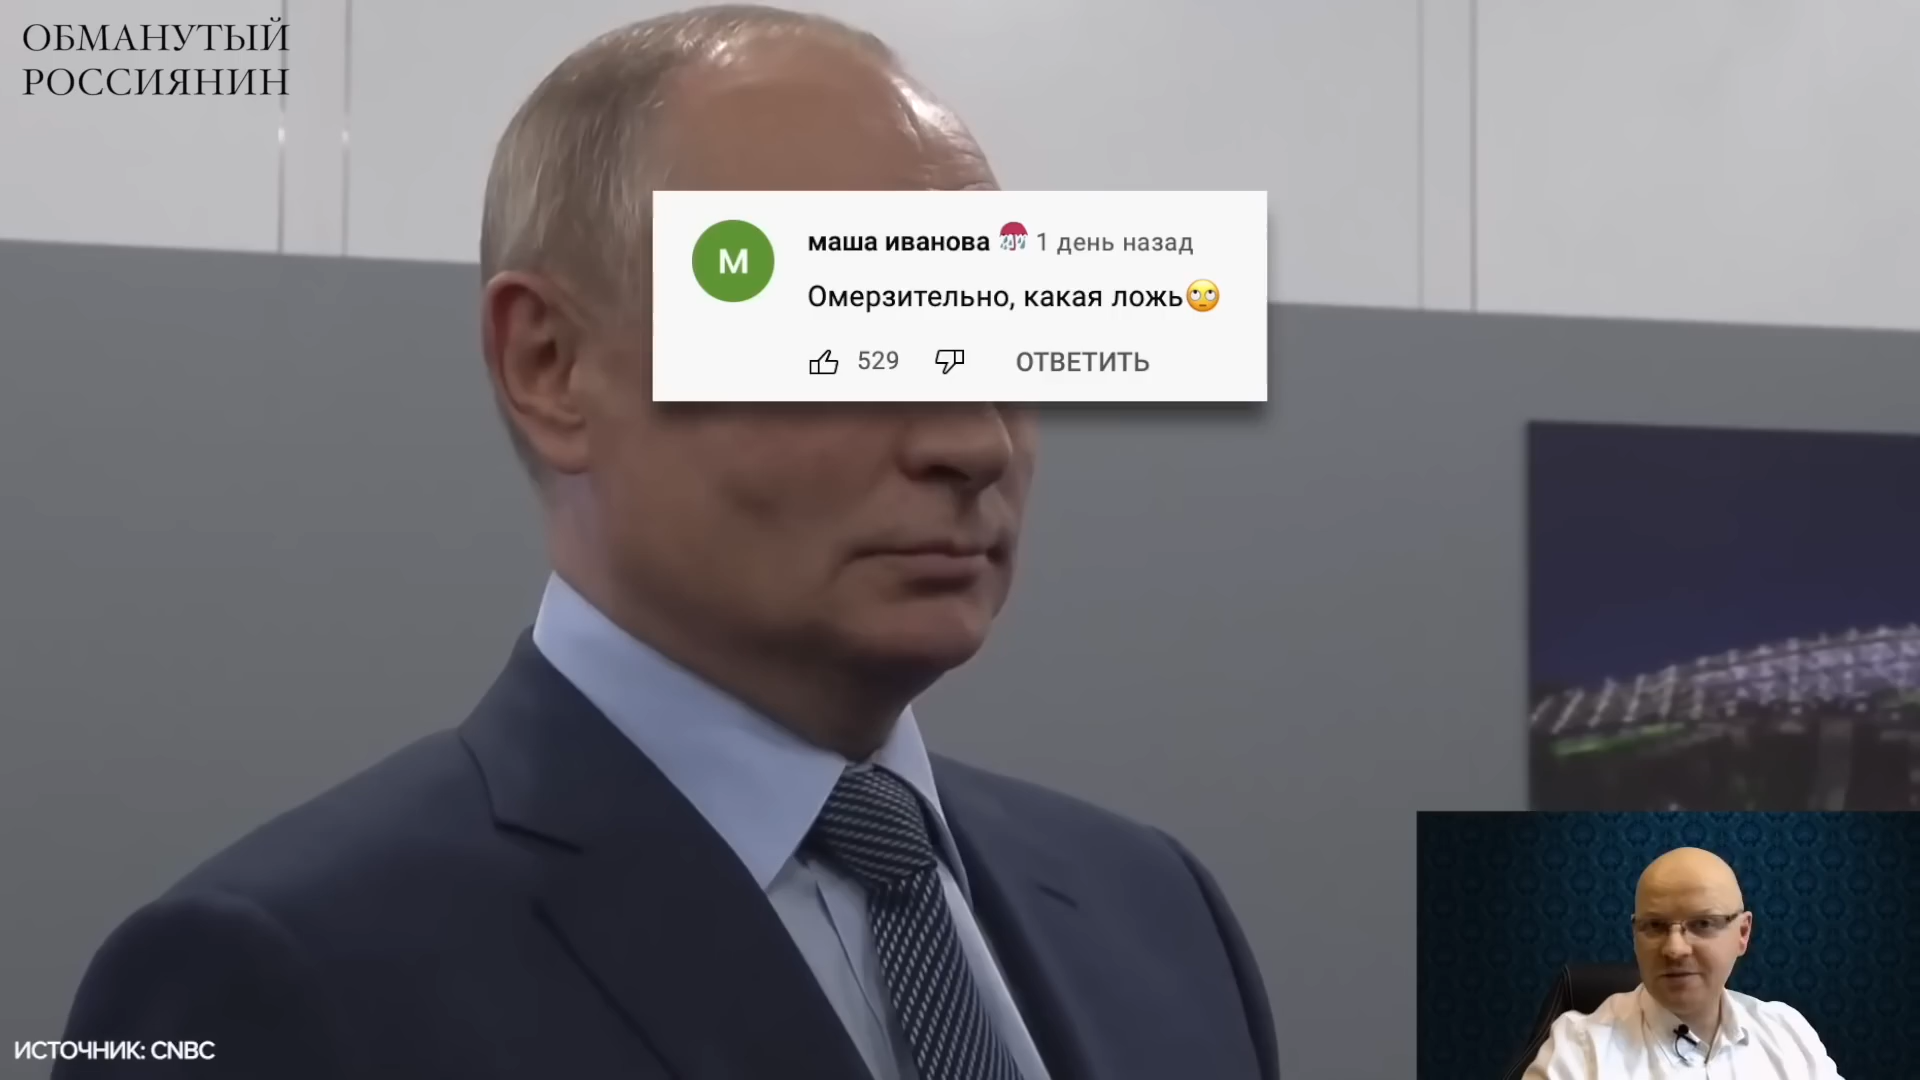 ОБМАНУТЫЙ
РОССИЯНИН
М
маша иванова 1 день назад
Омерзительно, какая ложь🙄
529 ОТВЕТИТЬ
ИСТОЧНИК: CNBC